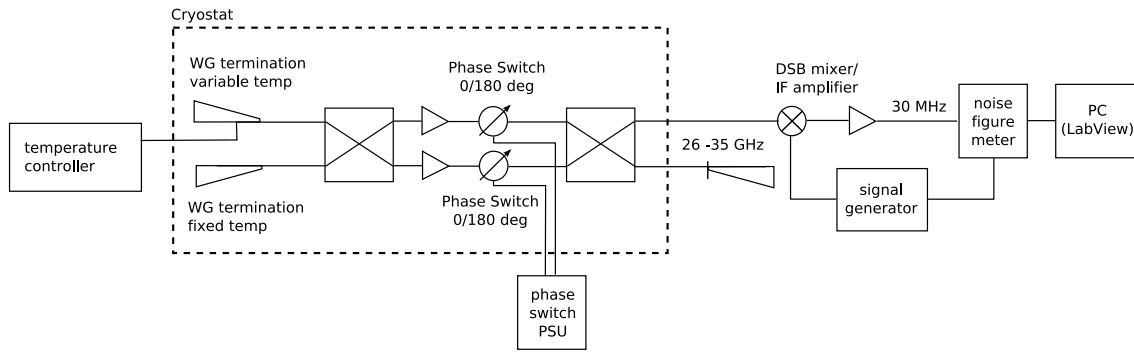 Cryostat
WG termination
variable temp
Phase Switch
0/180 deg
DSB mixer/
IF amplifier
30 MHz
noise
figure
meter
PC
(LabView)
temperature
controller
26 -35 GHz
WG termination
fixed temp
Phase Switch
0/180 deg
signal
generator
phase
switch
PSU